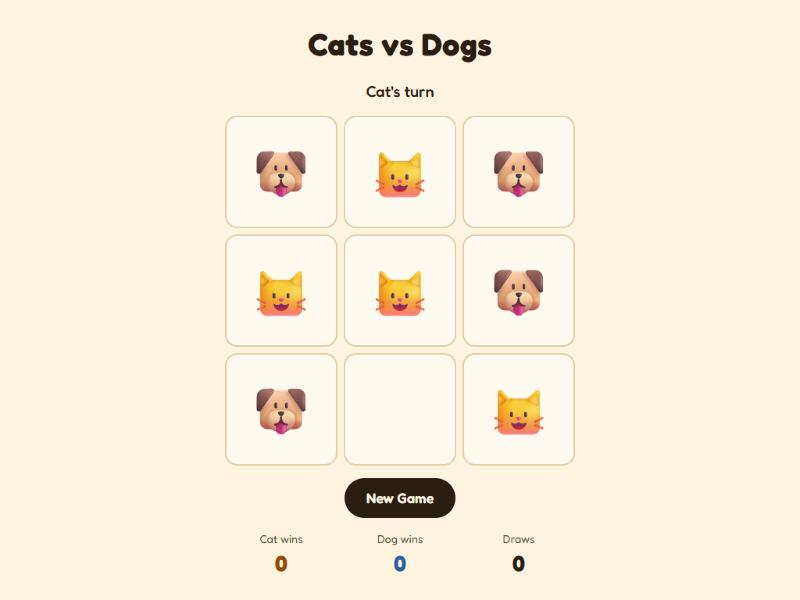 Cats vs Dogs
Cat's turn
New Game
Cat wins
Dog wins
Draws
0
0
0